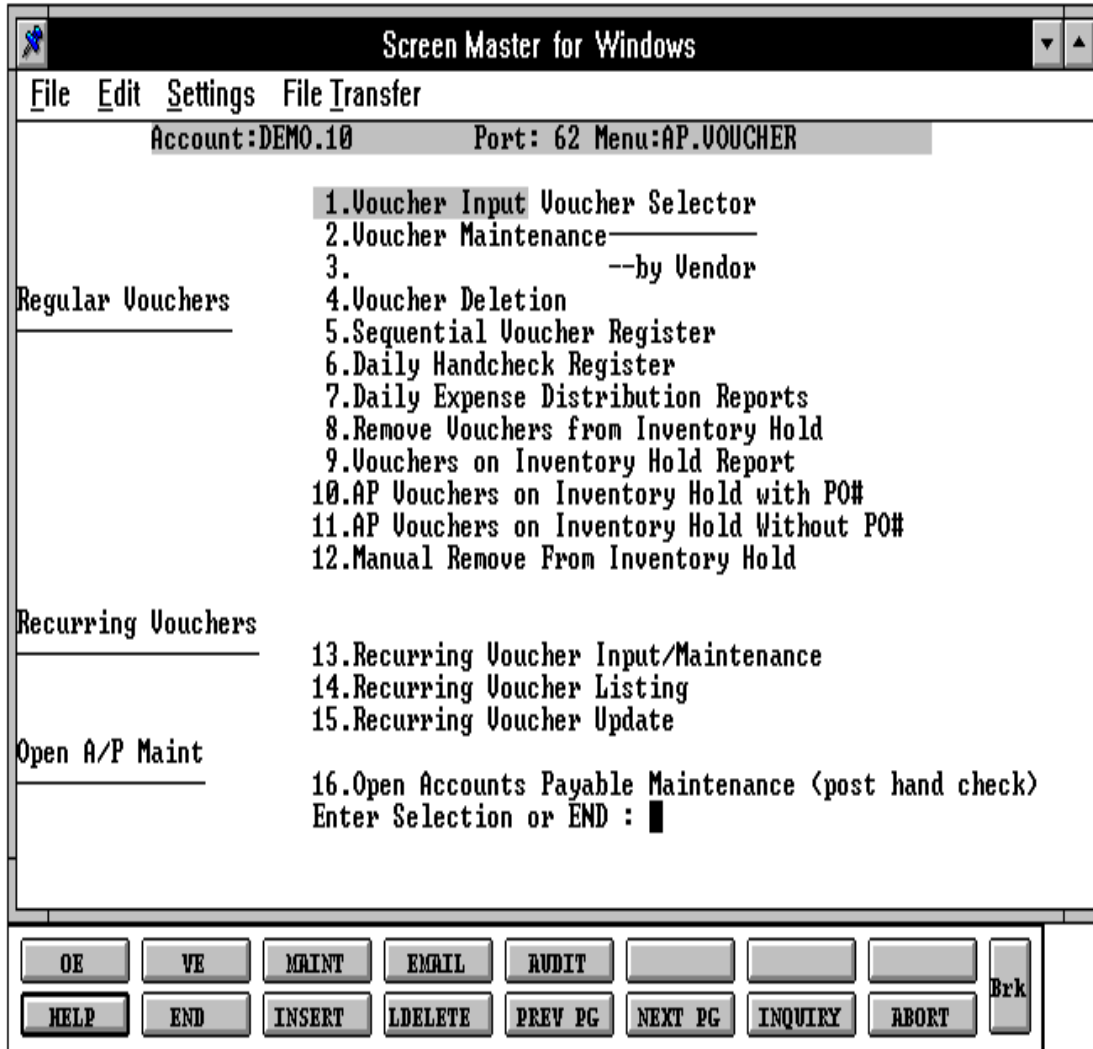 Screen Master for Windows
File Edit Settings File Transfer
Account:DEMO.10 Port: 62 Menu:AP.VOUCHER
1.Voucher Input Voucher Selector
2.Voucher Maintenance
3. --by Vendor
Regular Vouchers 4.Voucher Deletion
5.Sequential Voucher Register
6.Daily Handcheck Register
7.Daily Expense Distribution Reports
8.Remove Vouchers from Inventory Hold
9.Vouchers on Inventory Hold Report
10.AP Vouchers on Inventory Hold with PO#
11.AP Vouchers on Inventory Hold Without PO#
12.Manual Remove From Inventory Hold
Recurring Vouchers
13.Recurring Voucher Input/Maintenance
14.Recurring Voucher Listing
15.Recurring Voucher Update
Open A/P Maint
16.Open Accounts Payable Maintenance (post hand check)
Enter Selection or END :
OE VE MAINT EMAIL AUDIT
Brk
HELP END INSERT LDELETE PREV PG NEXT PG INQUIRY ABORT